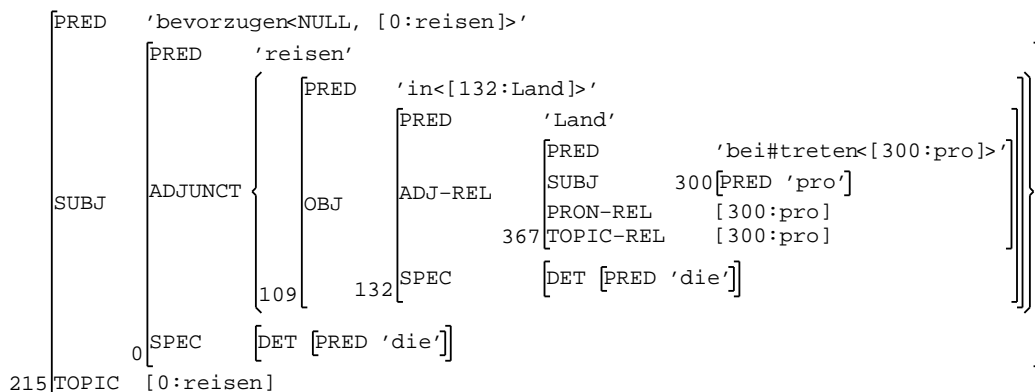 PRED 'bevorzugen<NULL, [0:reisen]>'
PRED 'reisen'
PRED 'in<[132:Land]>'
PRED 'Land'
PRED 'bei#treten<[300:pro]>'
SUBJ ADJUNCT OBJ ADJ-REL SUBJ 300 PRED 'pro'
PRON-REL [300:pro]
367 TOPIC-REL [300:pro]
109 132 SPEC DET PRED 'die'
0 SPEC DET PRED 'die'
215 TOPIC [0:reisen]